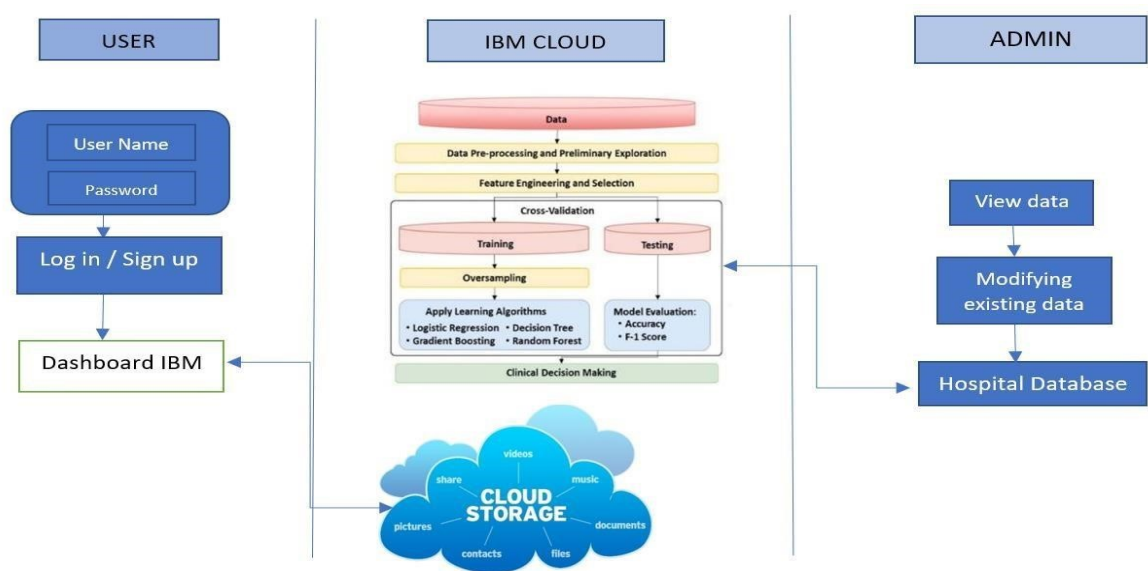 USER
User Name
Password
Log in / Sign up
Dashboard IBM
IBM CLOUD
Data
Data Pre-processing and Preliminary Exploration
Feature Engineering and Selection
Cross-Validation
Training
Testing
Oversampling
Apply Learning Algorithms
• Logistic Regression • Decision Tree
• Gradient Boosting • Random Forest
Model Evaluation:
• Accuracy
• F-1 Score
Clinical Decision Making
videos
share
music
CLOUD
STORAGE
pictures
documents
contacts
files
ADMIN
View data
Modifying
existing data
Hospital Database